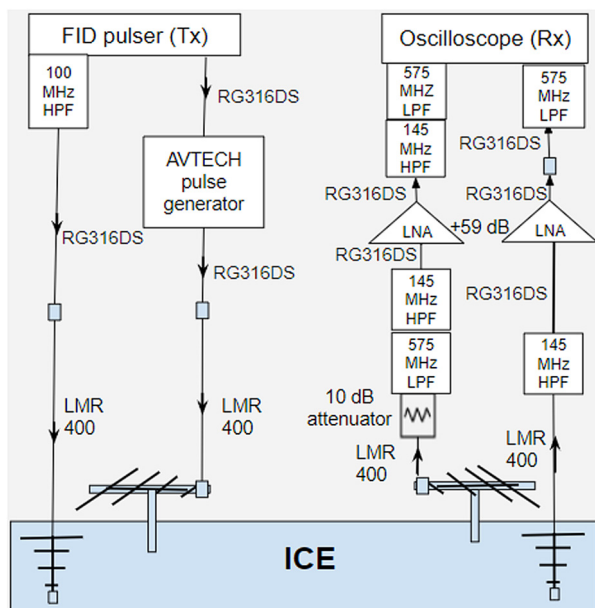 FID pulser (Tx)
100
MHz
HPF
RG316DS
AVTECH
pulse
generator
RG316DS
RG316DS
LMR
400
LMR
400
Oscilloscope (Rx)
575
MHZ
LPF
145
MHz
HPF
RG316DS
LNA
+59 dB
RG316DS
145
MHz
HPF
575
MHz
LPF
10 dB
attenuator
LMR
400
575
MHz
LPF
RG316DS
RG316DS
LNA
RG316DS
145
MHz
HPF
LMR
400
ICE